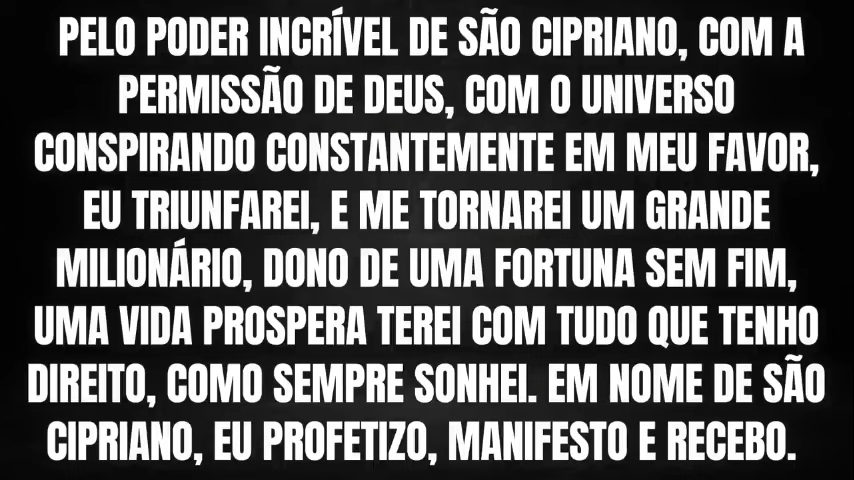 PELO PODER INCRÍVEL DE SÃO CIPRIANO, COM A
PERMISSÃO DE DEUS, COM O UNIVERSO
CONSPIRANDO CONSTANTEMENTE EM MEU FAVOR,
EU TRIUNFAREI, E ME TORNAREI UM GRANDE
MILIONÁRIO, DONO DE UMA FORTUNA SEM FIM,
UMA VIDA PROSPERA TEREI COM TUDO QUE TENHO
DIREITO, COMO SEMPRE SONHEI. EM NOME DE SÃO
CIPRIANO, EU PROFETIZO, MANIFESTO E RECEBO.